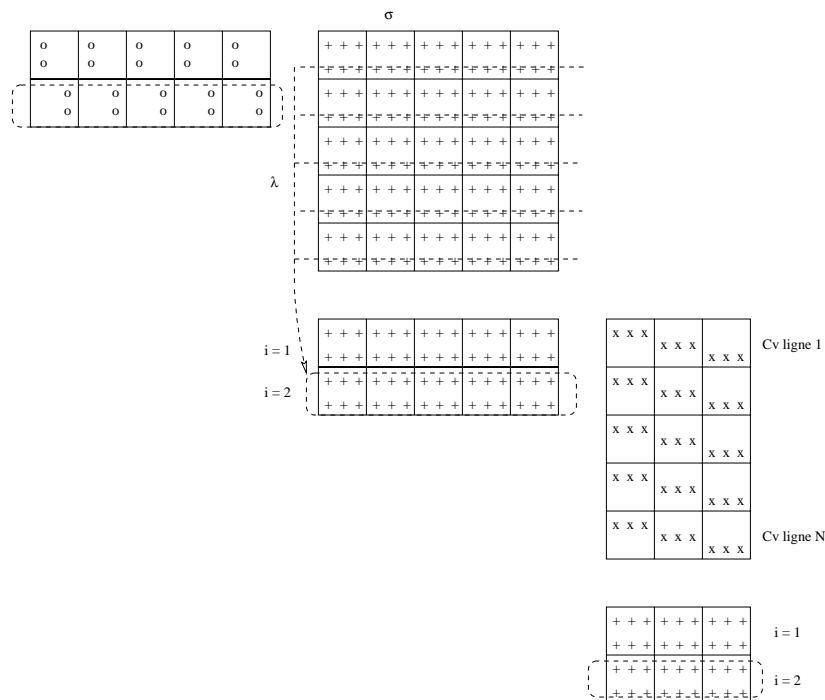 σ
o o o o o + + + + + + + + + + + + + + +
o o o o o + + + + + + + + + + + + + + +
o o o o o + + + + + + + + + + + + + + +
o o o o o + + + + + + + + + + + + + + +
+ + + + + + + + + + + + + + +
+ + + + + + + + + + + + + + +
λ
+ + + + + + + + + + + + + + +
+ + + + + + + + + + + + + + +
+ + + + + + + + + + + + + + +
+ + + + + + + + + + + + + + +
+ + + + + + + + + + + + + + + x x x
i = 1 x x x Cv ligne 1
+ + + + + + + + + + + + + + + x x x
+ + + + + + + + + + + + + + + x x x
i = 2 x x x
+ + + + + + + + + + + + + + + x x x
x x x
x x x
x x x
x x x
x x x
x x x
x x x
x x x Cv ligne N
x x x
+ + + + + + + + +
i = 1
+ + + + + + + + +
+ + + + + + + + +
i = 2
+ + + + + + + + +